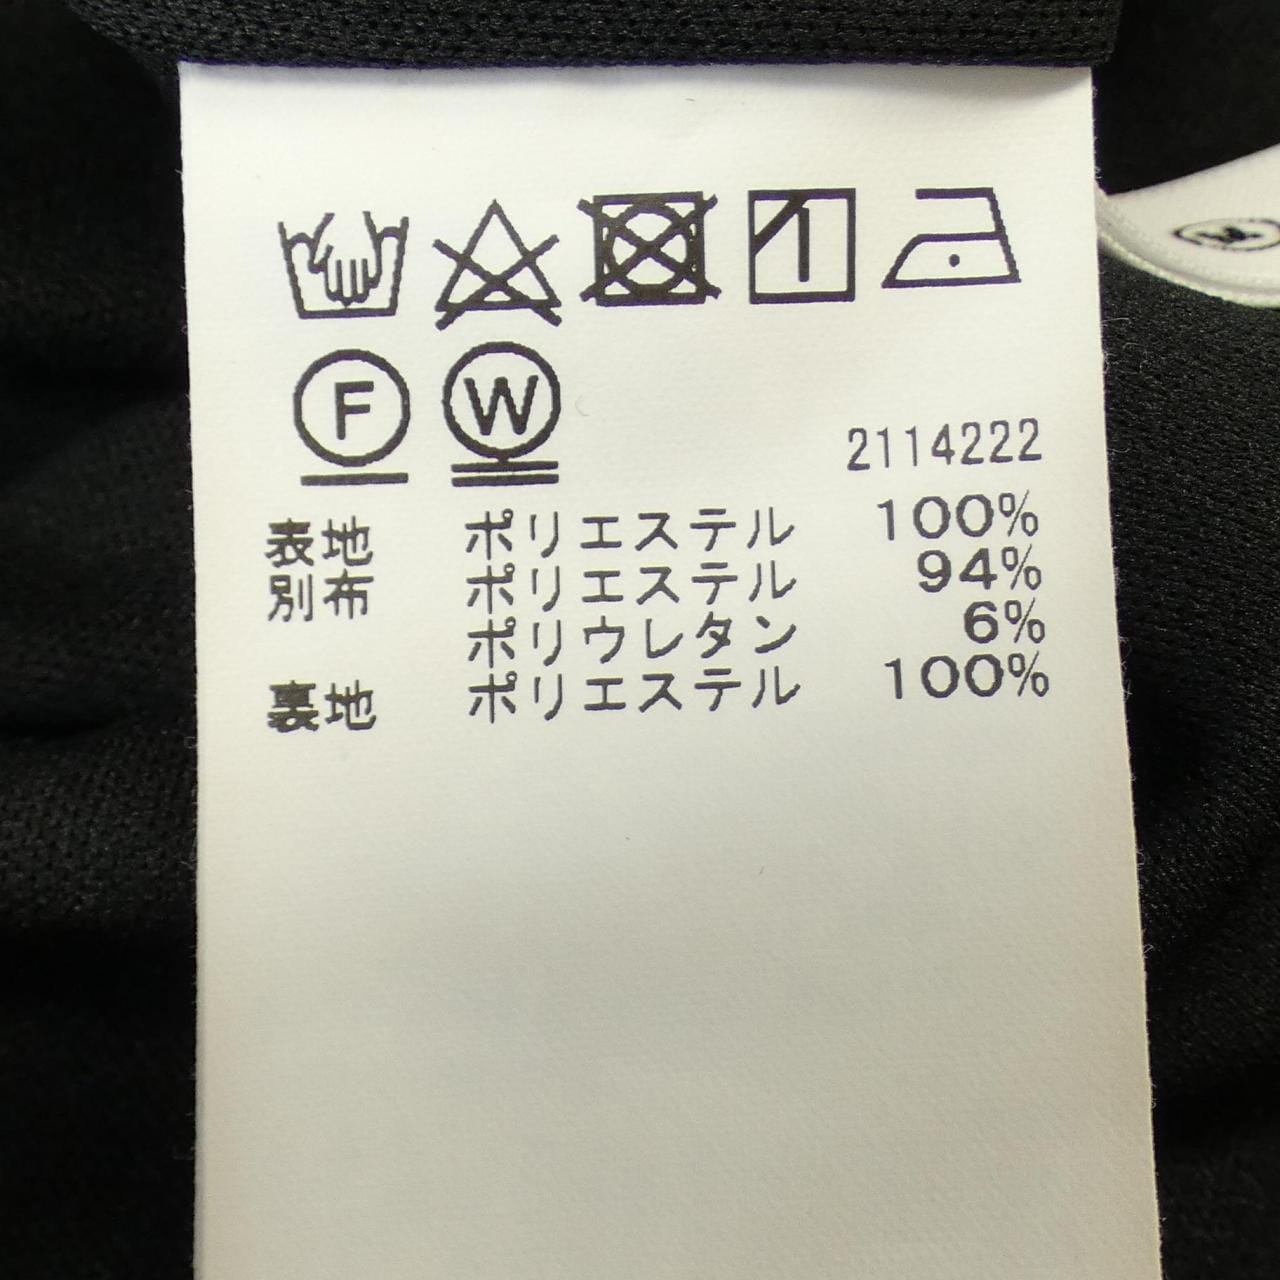 F W
2114222
表地 ポリエステル 100%
別布 ポリエステル 94%
ポリウレタン 6%
裏地 ポリエステル 100%
M